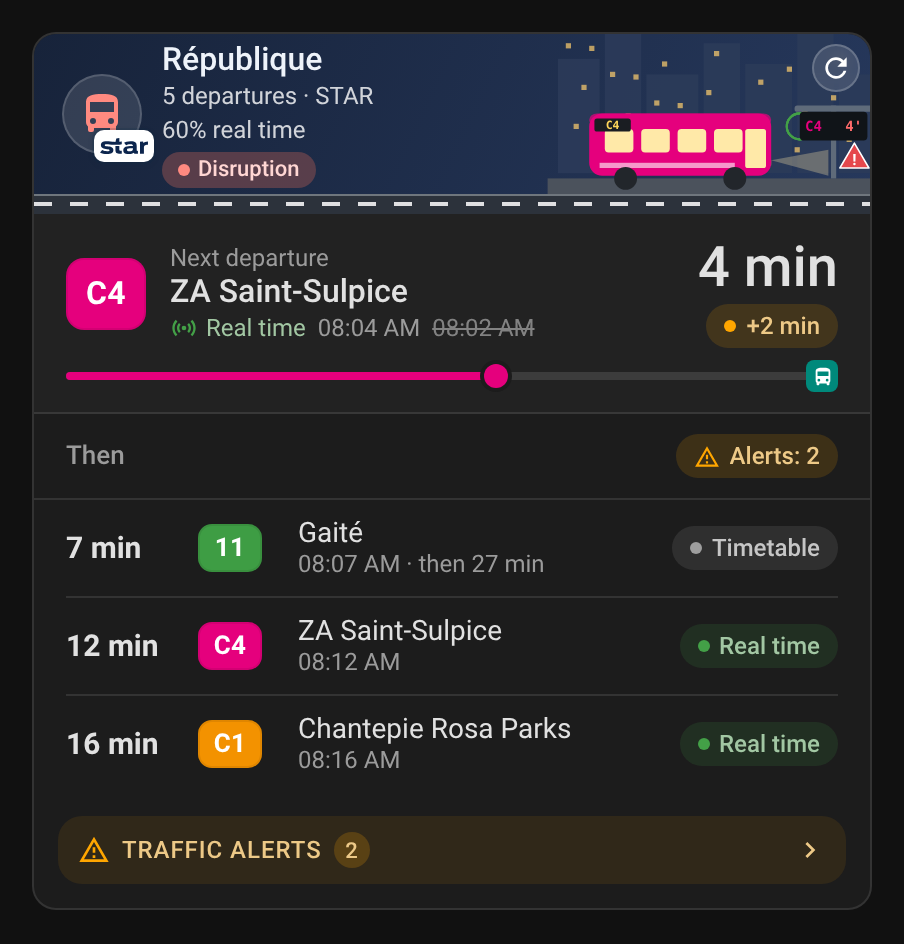 République
5 departures · STAR
60% real time
star
Disruption
C4
C4 4'
C4
Next departure
ZA Saint-Sulpice
Real time 08:04 AM 08:02 AM
4 min
+2 min
Then
Alerts: 2
7 min
11
Gaité
08:07 AM · then 27 min
Timetable
12 min
C4
ZA Saint-Sulpice
08:12 AM
Real time
16 min
C1
Chantepie Rosa Parks
08:16 AM
Real time
TRAFFIC ALERTS 2